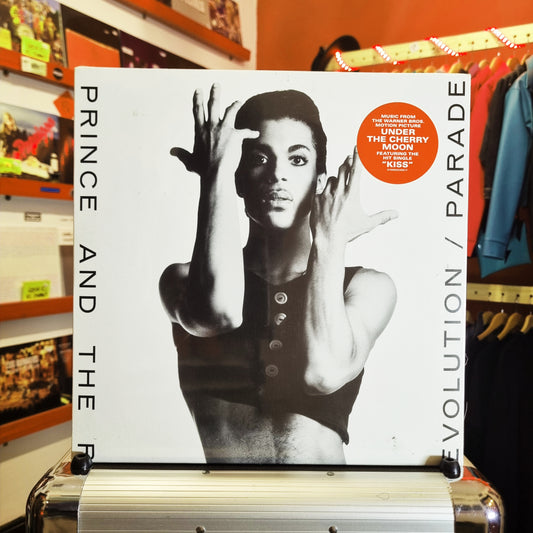 PRINCE AND THE R
EVOLUTION / PARADE
MUSIC FROM
THE WARNER BROS.
MOTION PICTURE
UNDER
THE CHERRY
MOON
FEATURING THE
HIT SINGLE
"KISS"